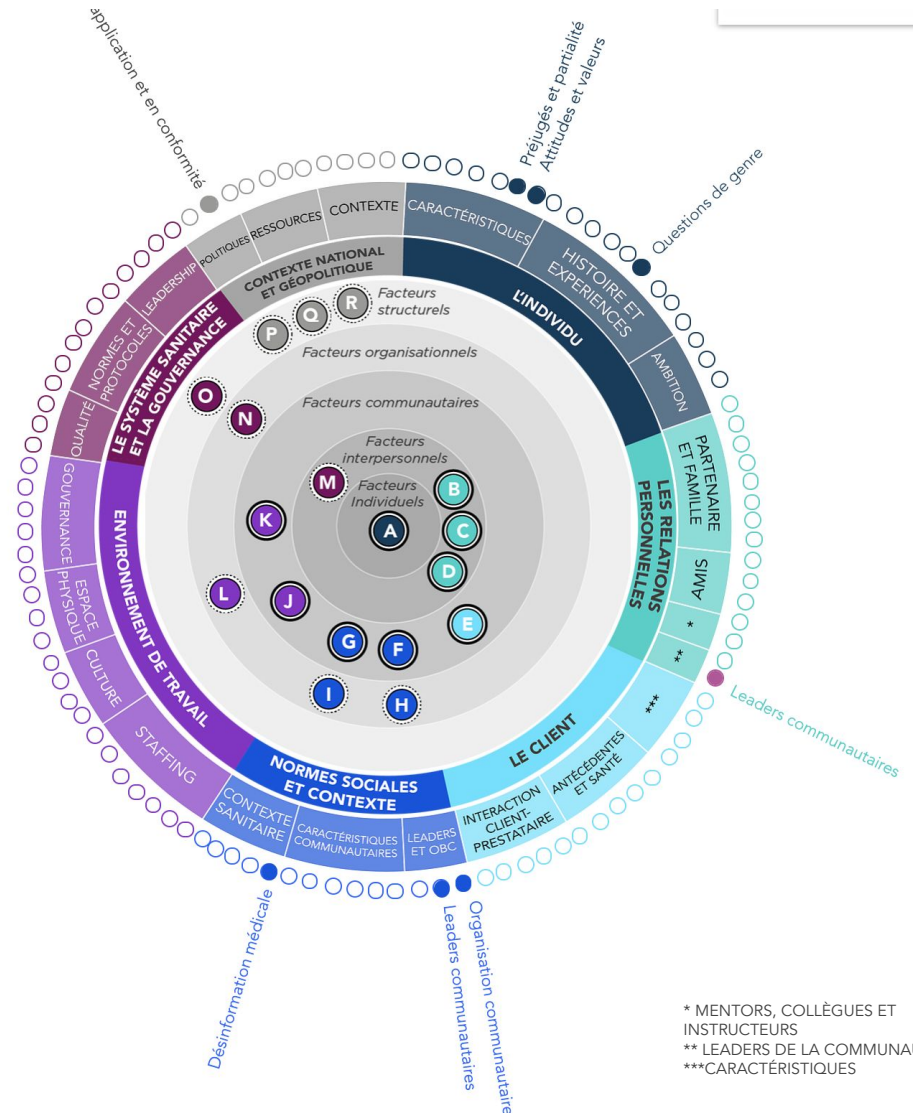 application et en conformité
Préjugés et partialité
Attitudes et valeurs
Questions de genre
POLITIQUES
RESSOURCES
CONTEXTE
CARACTÉRISTIQUES
HISTOIRE ET
EXPERIENCES
AMBITION
CONTEXTE NATIONAL
ET GÉOPOLITIQUE
L'INDIVIDU
LEADERSHIP
NORMES ET
PROTOCOLES
QUALITÉ
LE SYSTÈME SANITAIRE
ET LA GOUVERNANCE
Facteurs
structurels
R
Q
P
Facteurs organisationnels
O
N
Facteurs communautaires
Facteurs
interpersonnels
M
Facteurs
Individuels
B
K
A
C
D
L
J
E
G
F
I
H
PARTENAIRE
ET FAMILLE
AMIS
*
**
LES RELATIONS
PERSONNELLES
Leaders communautaires
GOUVERNANCE
ESPACE
PHYSIQUE
CULTURE
STAFFING
ENVIRONNEMENT DE TRAVAIL
LE CLIENT
***
ANTÉCÉDENTES
ET SANTÉ
INTERACTION
CLIENT-
PRESTATAIRE
NORMES SOCIALES
ET CONTEXTE
CONTEXTE
SANITAIRE
CARACTÉRISTIQUES
COMMUNAUTAIRES
LEADERS
ET OBC
Désinformation médicale
Leaders communautaires
Organisation communautaire
* MENTORS, COLLÈGUES ET
INSTRUCTEURS
** LEADERS DE LA COMMUNAU
***CARACTÉRISTIQUES